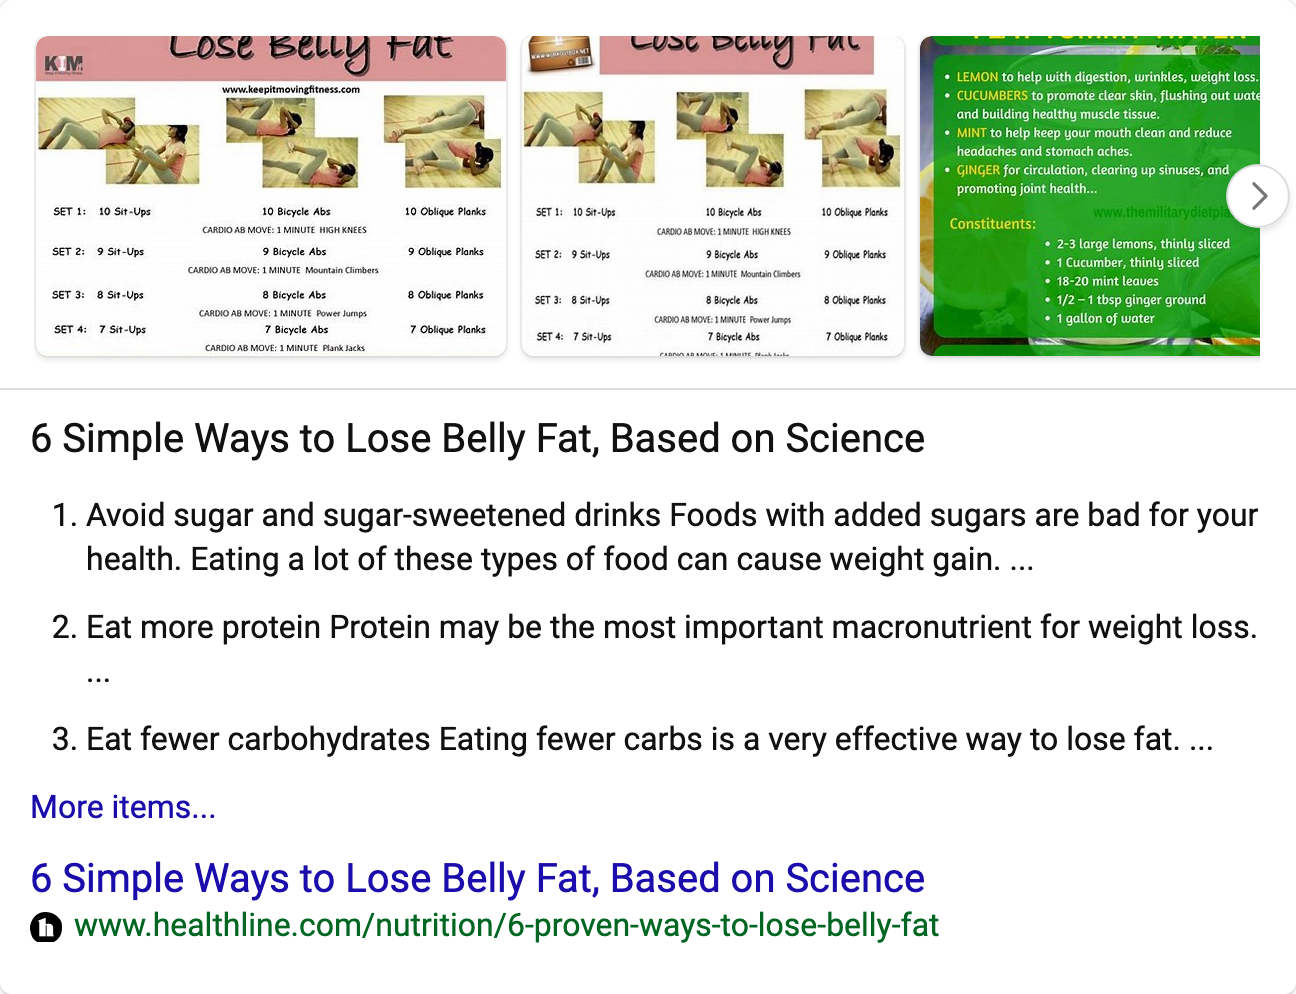 Lose Belly Fat
KIM
www.keepitmovingfitness.com
SET 1: 10 Sit-Ups 10 Bicycle Abs 10 Oblique Planks
CARDIO AB MOVE: 1 MINUTE HIGH KNEES
SET 2: 9 Sit-Ups 9 Bicycle Abs 9 Oblique Planks
CARDIO AB MOVE: 1 MINUTE Mountain Climbers
SET 3: 8 Sit-Ups 8 Bicycle Abs 8 Oblique Planks
CARDIO AB MOVE: 1 MINUTE Power Jumps
SET 4: 7 Sit-Ups 7 Bicycle Abs 7 Oblique Planks
CARDIO AB MOVE: 1 MINUTE Plank Jacks
Lose Belly Fat
WWW.WORKOUTBOX.NET
SET 1: 10 Sit-Ups 10 Bicycle Abs 10 Oblique Planks
CARDIO AB MOVE: 1 MINUTE HIGH KNEES
SET 2: 9 Sit-Ups 9 Bicycle Abs 9 Oblique Planks
CARDIO AB MOVE: 1 MINUTE Mountain Climbers
SET 3: 8 Sit-Ups 8 Bicycle Abs 8 Oblique Planks
CARDIO AB MOVE: 1 MINUTE Power Jumps
SET 4: 7 Sit-Ups 7 Bicycle Abs 7 Oblique Planks
CARDIO AB MOVE: 1 MINUTE Plank Jacks
FLAT TUMMY WATER
• LEMON to help with digestion, wrinkles, weight loss.
• CUCUMBERS to promote clear skin, flushing out wate
and building healthy muscle tissue.
• MINT to help keep your mouth clean and reduce
headaches and stomach aches.
• GINGER for circulation, clearing up sinuses, and
promoting joint health...
www.themilitarydietpla
Constituents:
• 2-3 large lemons, thinly sliced
• 1 Cucumber, thinly sliced
• 18-20 mint leaves
• 1/2 – 1 tbsp ginger ground
• 1 gallon of water
6 Simple Ways to Lose Belly Fat, Based on Science
1. Avoid sugar and sugar-sweetened drinks Foods with added sugars are bad for your
health. Eating a lot of these types of food can cause weight gain. ...
2. Eat more protein Protein may be the most important macronutrient for weight loss.
...
3. Eat fewer carbohydrates Eating fewer carbs is a very effective way to lose fat. ...
More items...
6 Simple Ways to Lose Belly Fat, Based on Science
h www.healthline.com/nutrition/6-proven-ways-to-lose-belly-fat